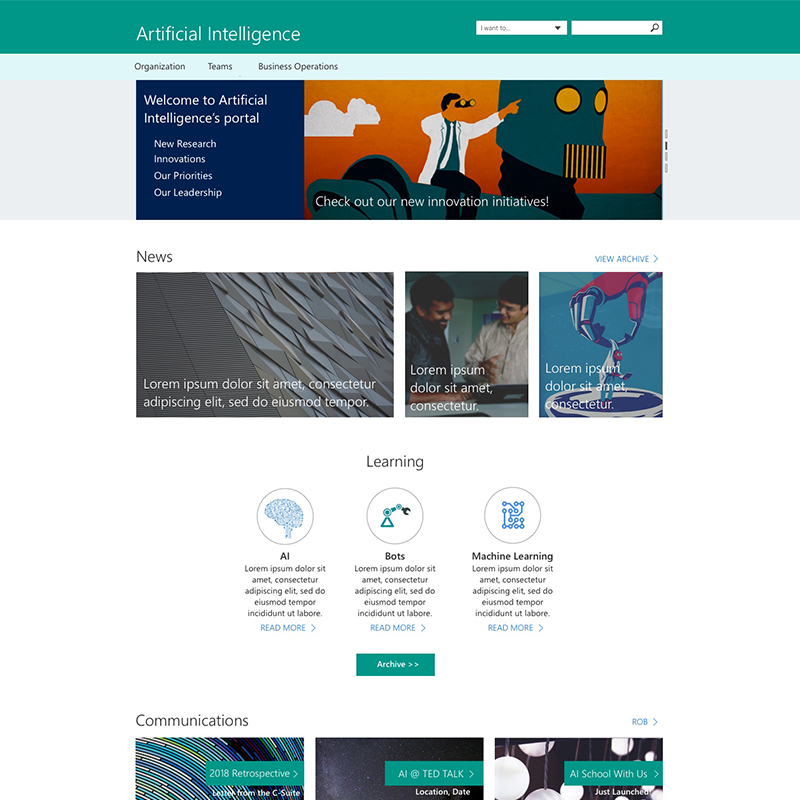 Artificial Intelligence
I want to...
Organization Teams Business Operations
Welcome to Artificial
Intelligence's portal
New Research
Innovations
Our Priorities
Our Leadership
Check out our new innovation initiatives!
News
VIEW ARCHIVE >
Lorem ipsum dolor sit amet, consectetur
adipiscing elit, sed do eiusmod tempor.
Lorem ipsum
dolor sit amet,
consectetur.
Lorem ipsum
dolor sit amet,
consectetur.
Learning
AI
Lorem ipsum dolor sit
amet, consectetur
adipiscing elit, sed do
eiusmod tempor
incididunt ut labore.
READ MORE >
Bots
Lorem ipsum dolor sit
amet, consectetur
adipiscing elit, sed do
eiusmod tempor
incididunt ut labore.
READ MORE >
Machine Learning
Lorem ipsum dolor sit
amet, consectetur
adipiscing elit, sed do
eiusmod tempor
incididunt ut labore.
READ MORE >
Archive >>
Communications
ROB >
2018 Retrospective >
Letter from the C-Suite
AI @ TED TALK >
Location, Date
AI School With Us >
Just Launched!